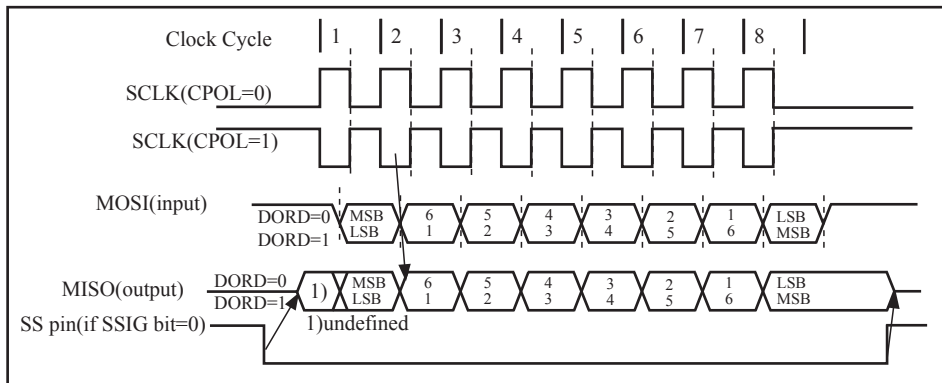 Clock Cycle 1 2 3 4 5 6 7 8
SCLK(CPOL=0)
SCLK(CPOL=1)
MOSI(input)
DORD=0 MSB 6 5 4 3 2 1 LSB
DORD=1 LSB 1 2 3 4 5 6 MSB
MISO(output)
DORD=0 1) MSB 6 5 4 3 2 1 LSB
DORD=1 LSB 1 2 3 4 5 6 MSB
SS pin(if SSIG bit=0)
1)undefined